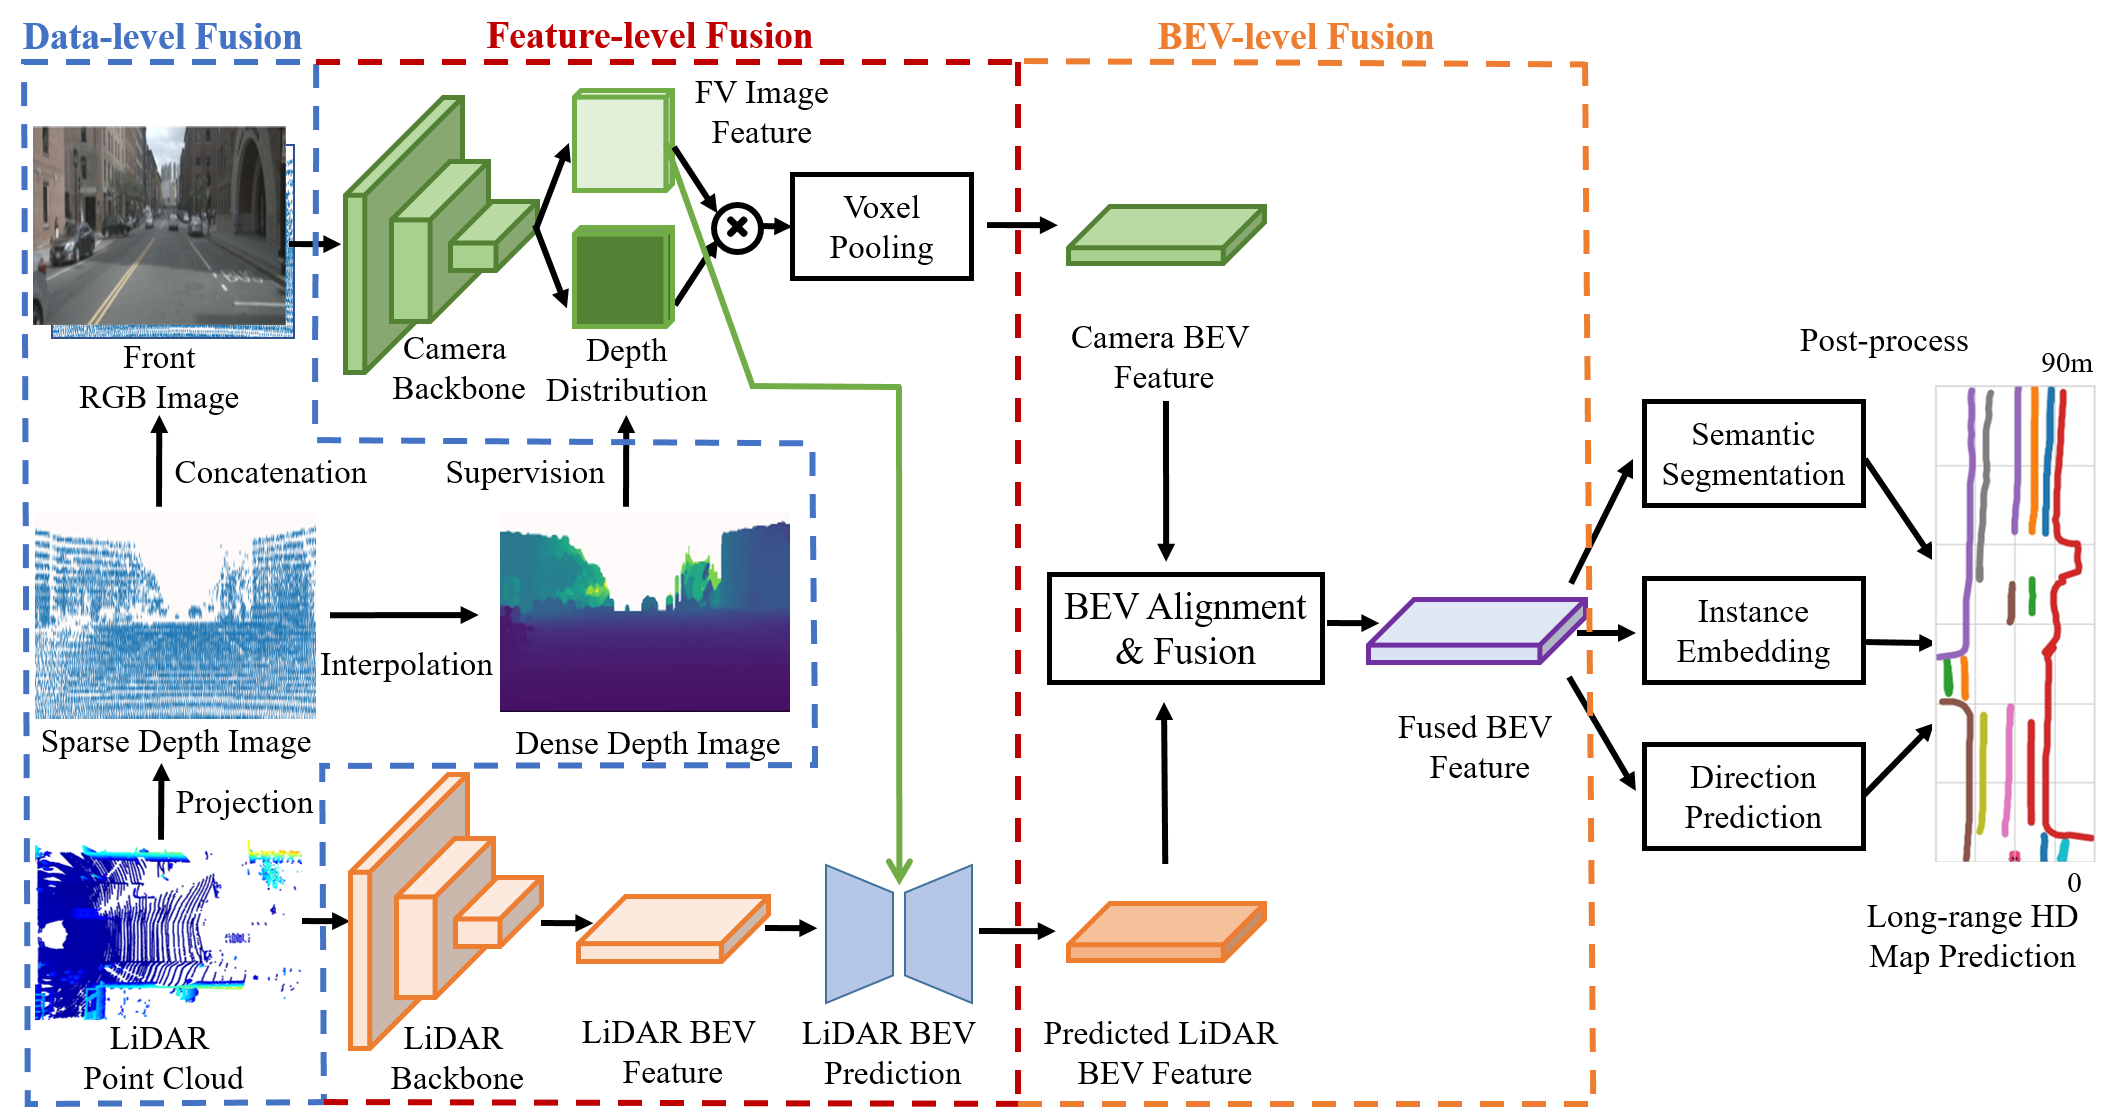 Data-level Fusion
Feature-level Fusion
BEV-level Fusion
FV Image
Feature
Voxel
Pooling
Front
RGB Image
Camera
Backbone
Depth
Distribution
Camera BEV
Feature
Post-process
90m
Concatenation
Supervision
Semantic
Segmentation
Interpolation
BEV Alignment
& Fusion
Instance
Embedding
Sparse Depth Image
Dense Depth Image
Fused BEV
Feature
Direction
Prediction
Projection
0
Long-range HD
Map Prediction
LiDAR
Point Cloud
LiDAR
Backbone
LiDAR BEV
Feature
LiDAR BEV
Prediction
Predicted LiDAR
BEV Feature